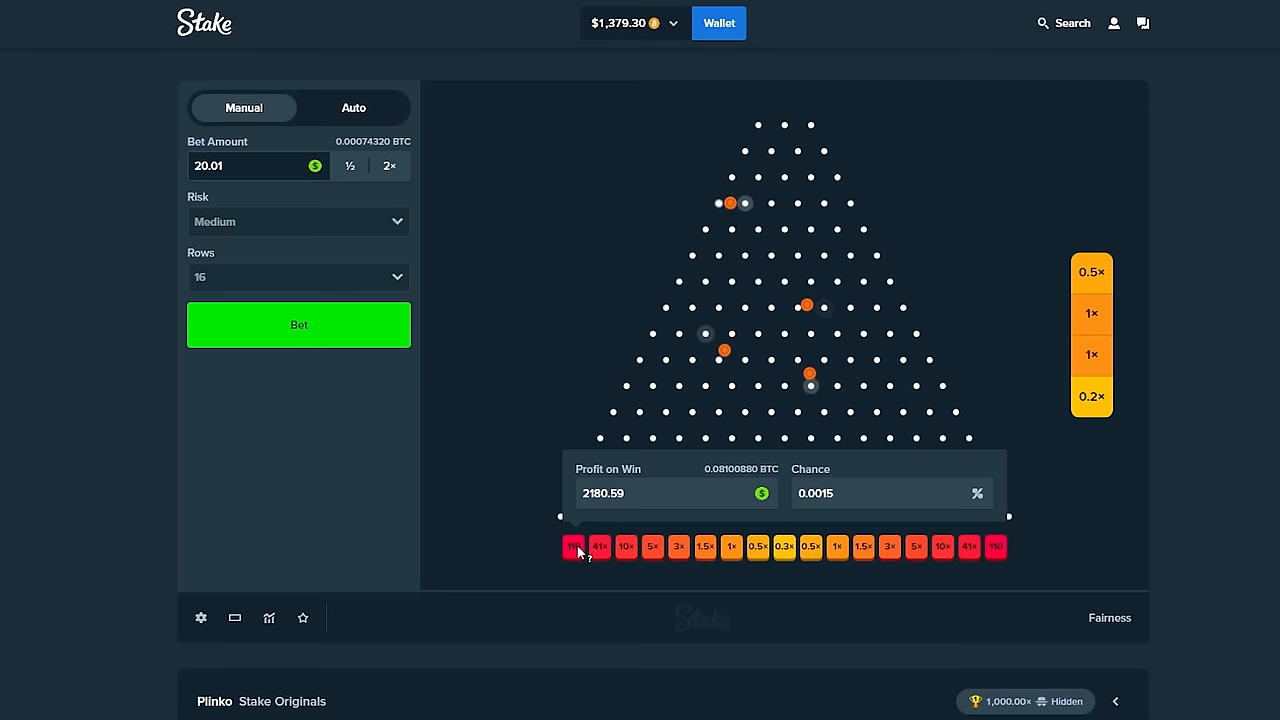 Stake
$1,379.30
Wallet
Search
Manual
Auto
Bet Amount
0.00074320 BTC
20.01
½
2×
Risk
Medium
Rows
16
Bet
0.5×
1×
1×
0.2×
Profit on Win
0.08100880 BTC
Chance
2180.59
0.0015
%
41× 10× 5× 3× 1.5× 1× 0.5× 0.3× 0.5× 1× 1.5× 3× 5× 10× 41× 110
?
Stake
Fairness
Plinko Stake Originals
1,000.00× Hidden